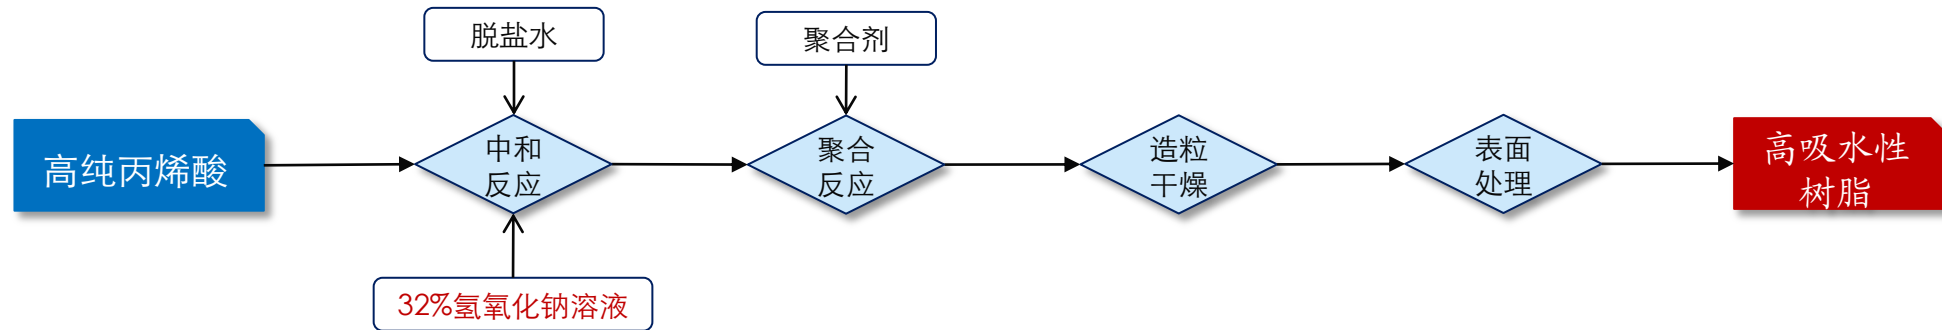 脱盐水
聚合剂
高纯丙烯酸
中和
反应
聚合
反应
造粒
干燥
表面
处理
高吸水性
树脂
32%氢氧化钠溶液